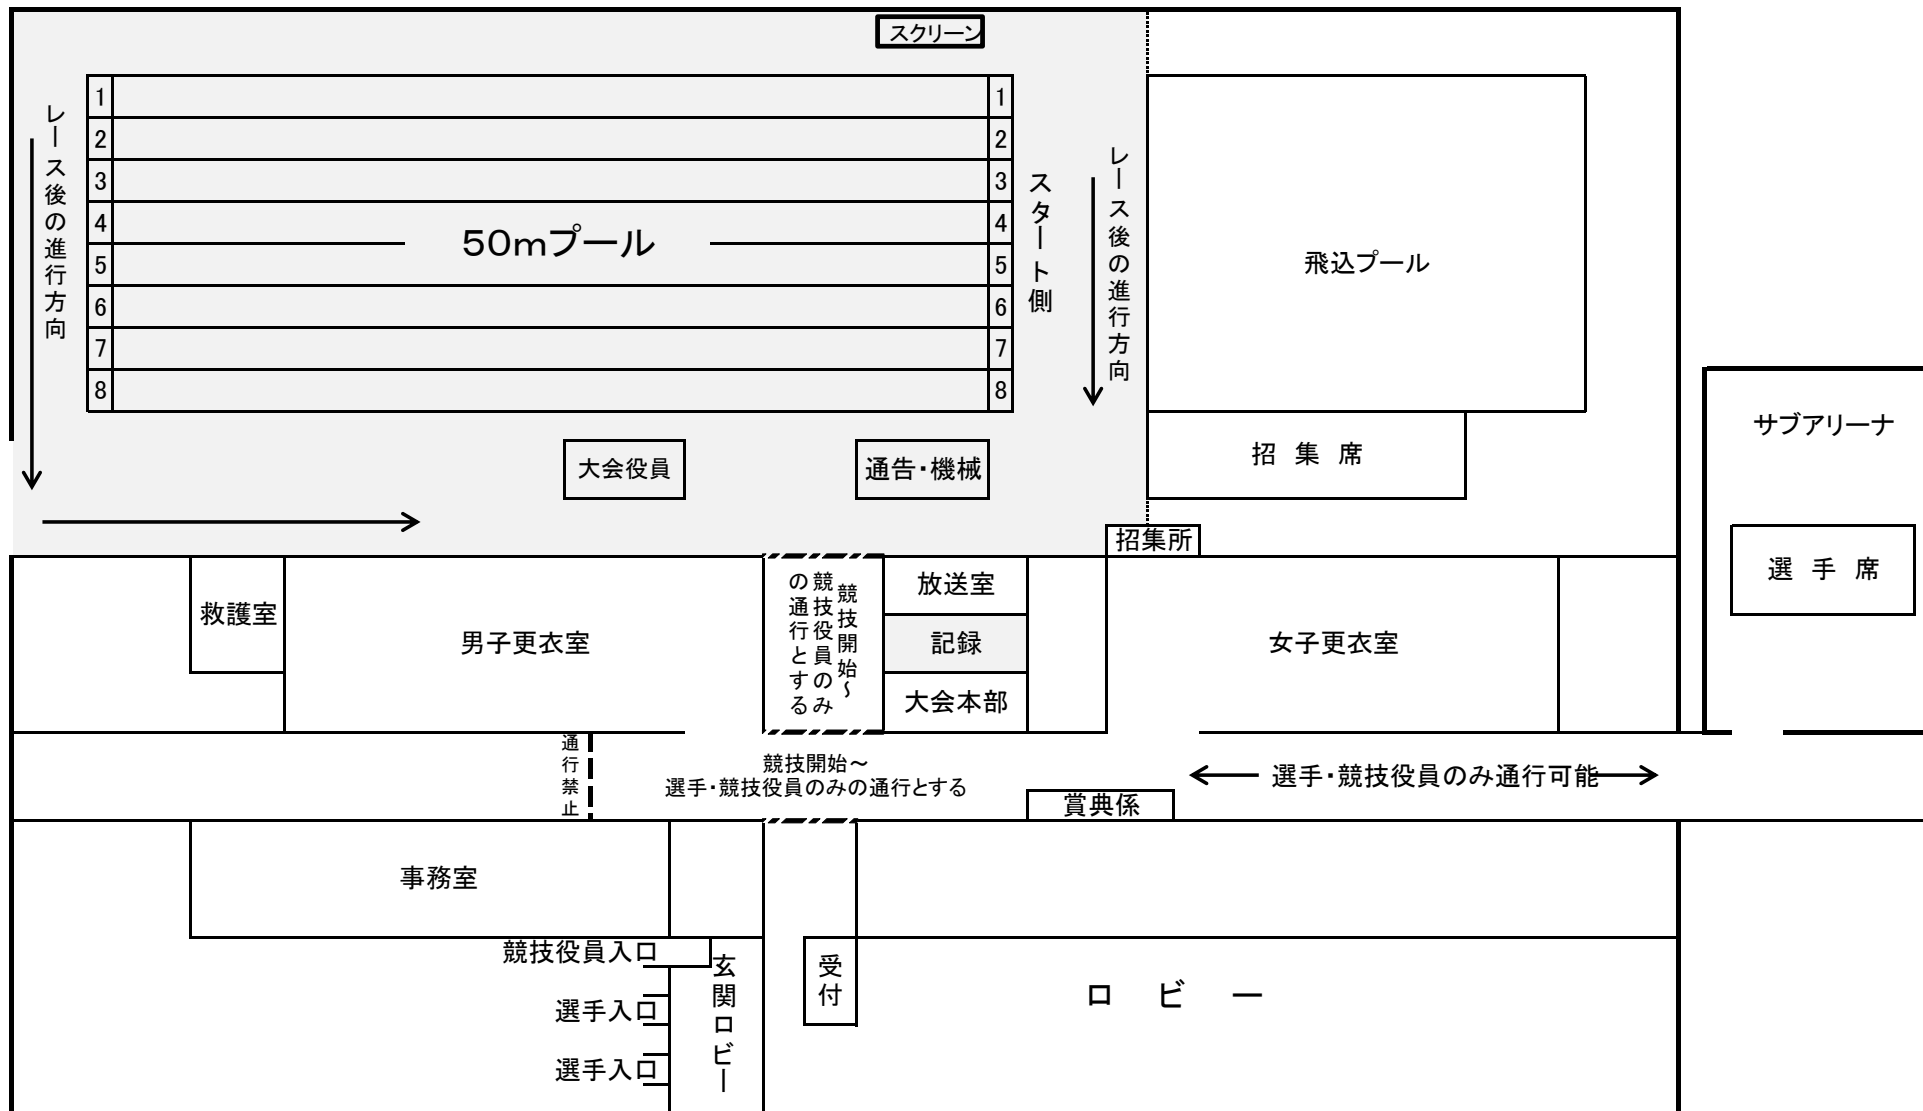 スクリーン
1
2
3
4
5
6
7
8
1
2
3
4
5
6
7
8
レース後の進行方向
50mプール
スタート側
レース後の進行方向
飛込プール
大会役員
通告・機械
招 集 席
招集所
サブアリーナ
選 手 席
救護室
男子更衣室
競技開始～
競技役員のみ
の通行とする
放送室
記録
大会本部
女子更衣室
通行禁止
競技開始～
選手・競技役員のみの通行とする
選手・競技役員のみ通行可能
賞典係
事務室
競技役員入口
選手入口
選手入口
玄関ロビー
受付
ロ ビ ー